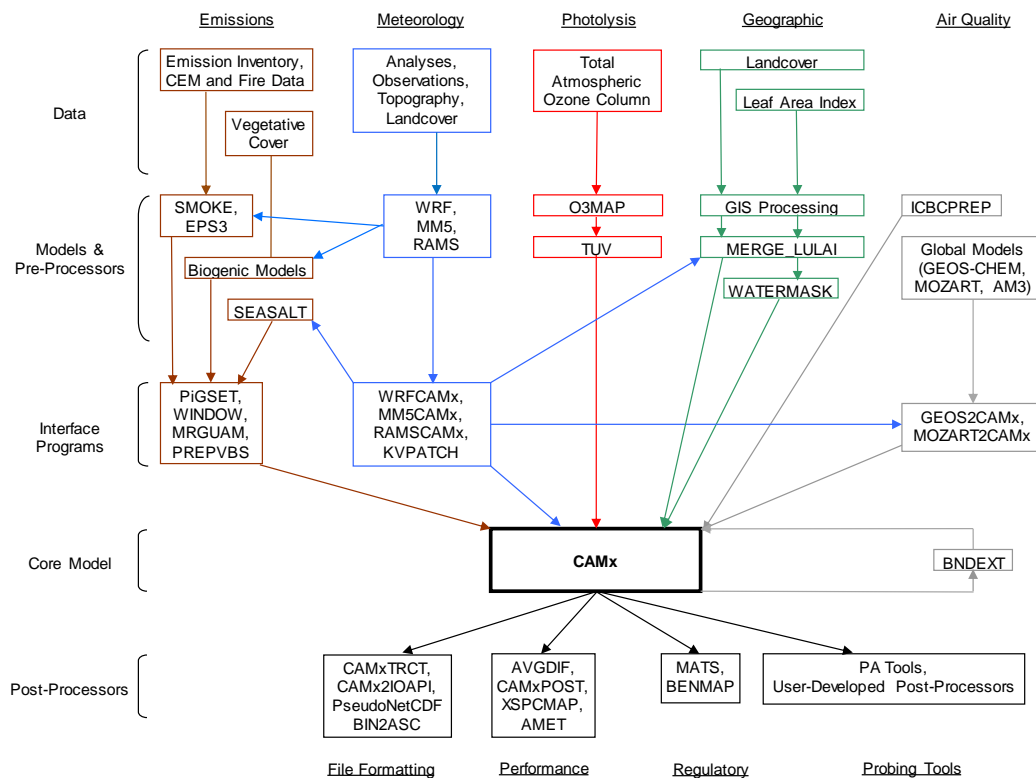 Emissions
Meteorology
Photolysis
Geographic
Air Quality
Data
Emission Inventory,
CEM and Fire Data
Vegetative
Cover
Analyses,
Observations,
Topography,
Landcover
Total
Atmospheric
Ozone Column
Landcover
Leaf Area Index
Models &
Pre-Processors
SMOKE,
EPS3
Biogenic Models
SEASALT
WRF,
MM5,
RAMS
O3MAP
TUV
GIS Processing
MERGE_LULAI
WATERMASK
ICBCPREP
Global Models
(GEOS-CHEM,
MOZART, AM3)
Interface
Programs
PiGSET,
WINDOW,
MRGUAM,
PREPVBS
WRFCAMx,
MM5CAMx,
RAMSCAMx,
KVPATCH
GEOS2CAMx,
MOZART2CAMx
Core Model
CAMx
BNDEXT
Post-Processors
CAMxTRCT,
CAMx2IOAPI,
PseudoNetCDF
BIN2ASC
AVGDIF,
CAMxPOST,
XSPCMAP,
AMET
MATS,
BENMAP
PA Tools,
User-Developed Post-Processors
File Formatting
Performance
Regulatory
Probing Tools